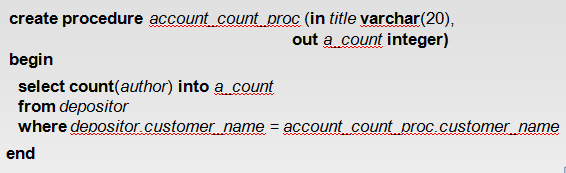 create procedure account_count_proc (in title varchar(20),
out a_count integer)
begin
select count(author) into a_count
from depositor
where depositor.customer_name = account_count_proc.customer_name
end